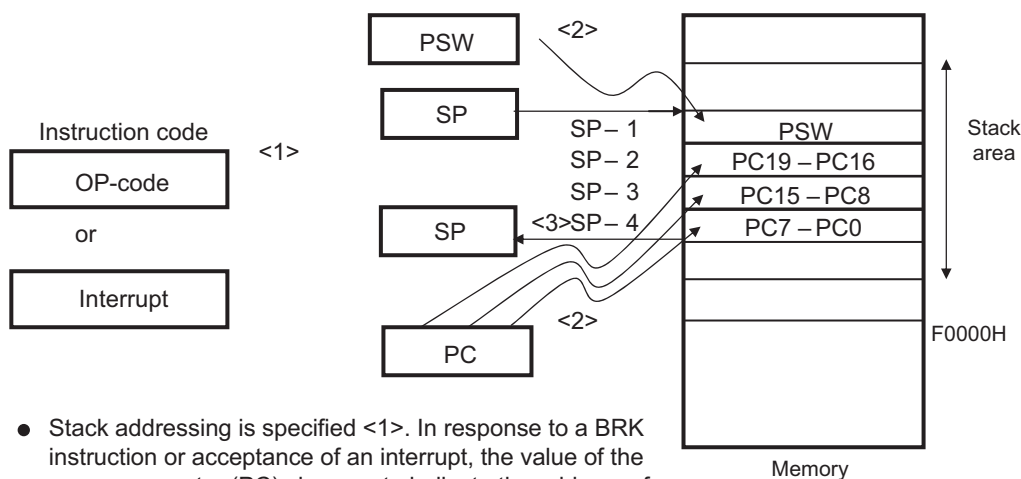 PSW <2>
SP
SP – 1 PSW
Stack area
Instruction code
<1>
SP – 2 PC19 – PC16
OP-code
SP – 3 PC15 – PC8
or
SP <3> SP – 4 PC7 – PC0
Interrupt
<2>
PC
F0000H
• Stack addressing is specified <1>. In response to a BRK
instruction or acceptance of an interrupt, the value of the
Memory